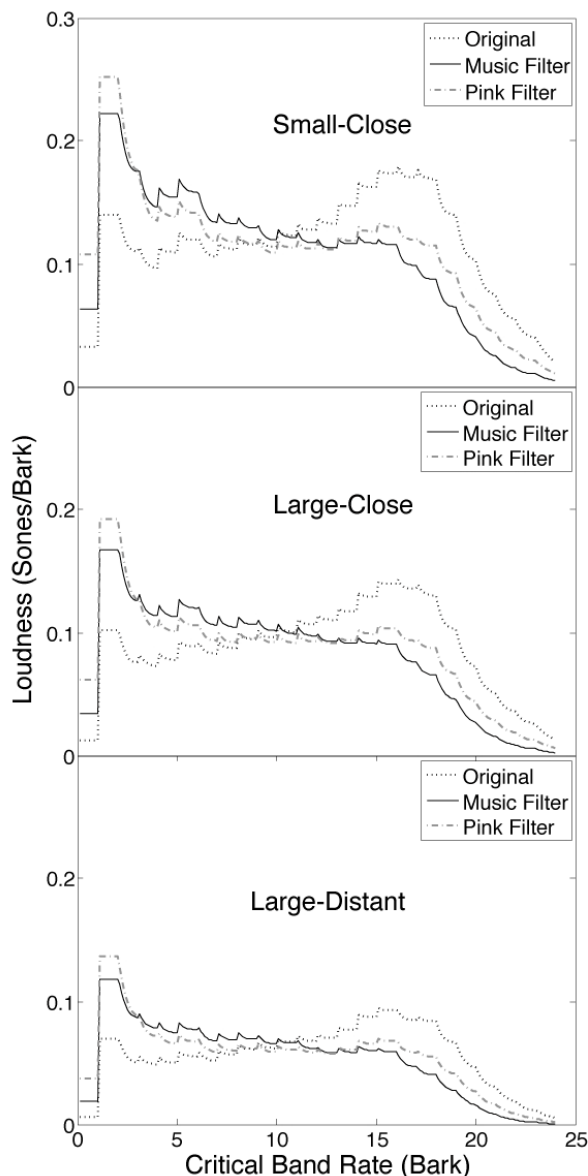 0.3
Original
Music Filter
Pink Filter
Small-Close
0.2
0.1
0
Original
Music Filter
Pink Filter
Large-Close
0.2
Loudness (Sones/Bark)
0.1
0
Original
Music Filter
Pink Filter
0.2
Large-Distant
0.1
0
0 5 10 15 20 25
Critical Band Rate (Bark)